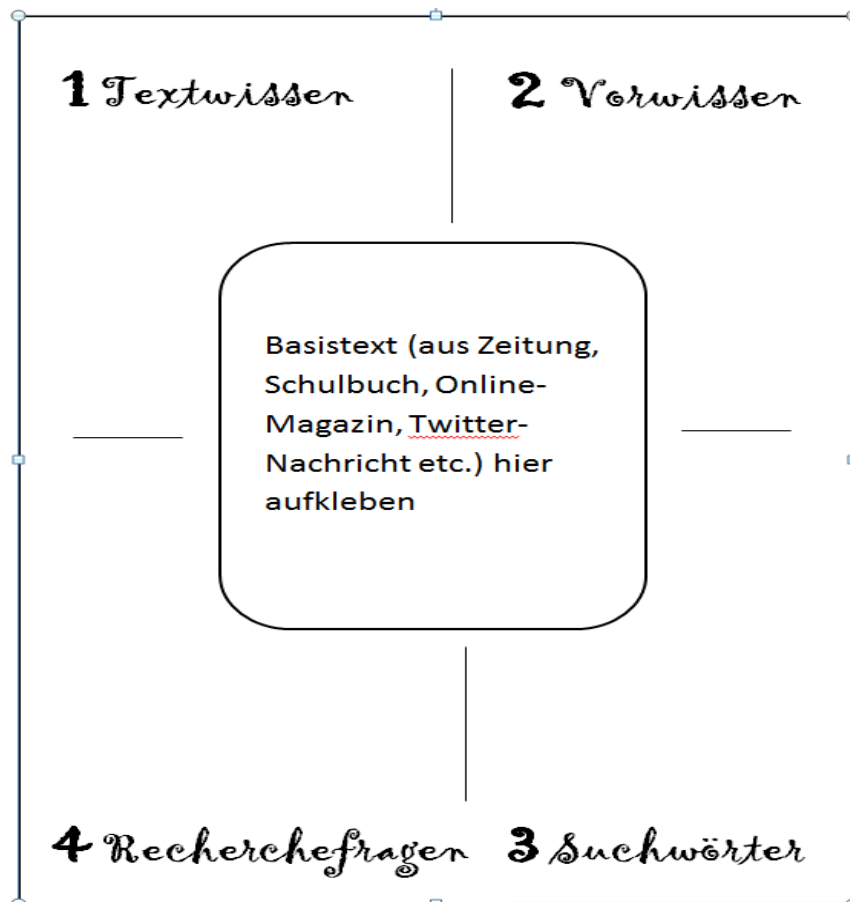 1 Textwissen
2 Vorwissen
Basistext (aus Zeitung,
Schulbuch, Online-
Magazin, Twitter-
Nachricht etc.) hier
aufkleben
4 Recherchefragen
3 Suchwörter